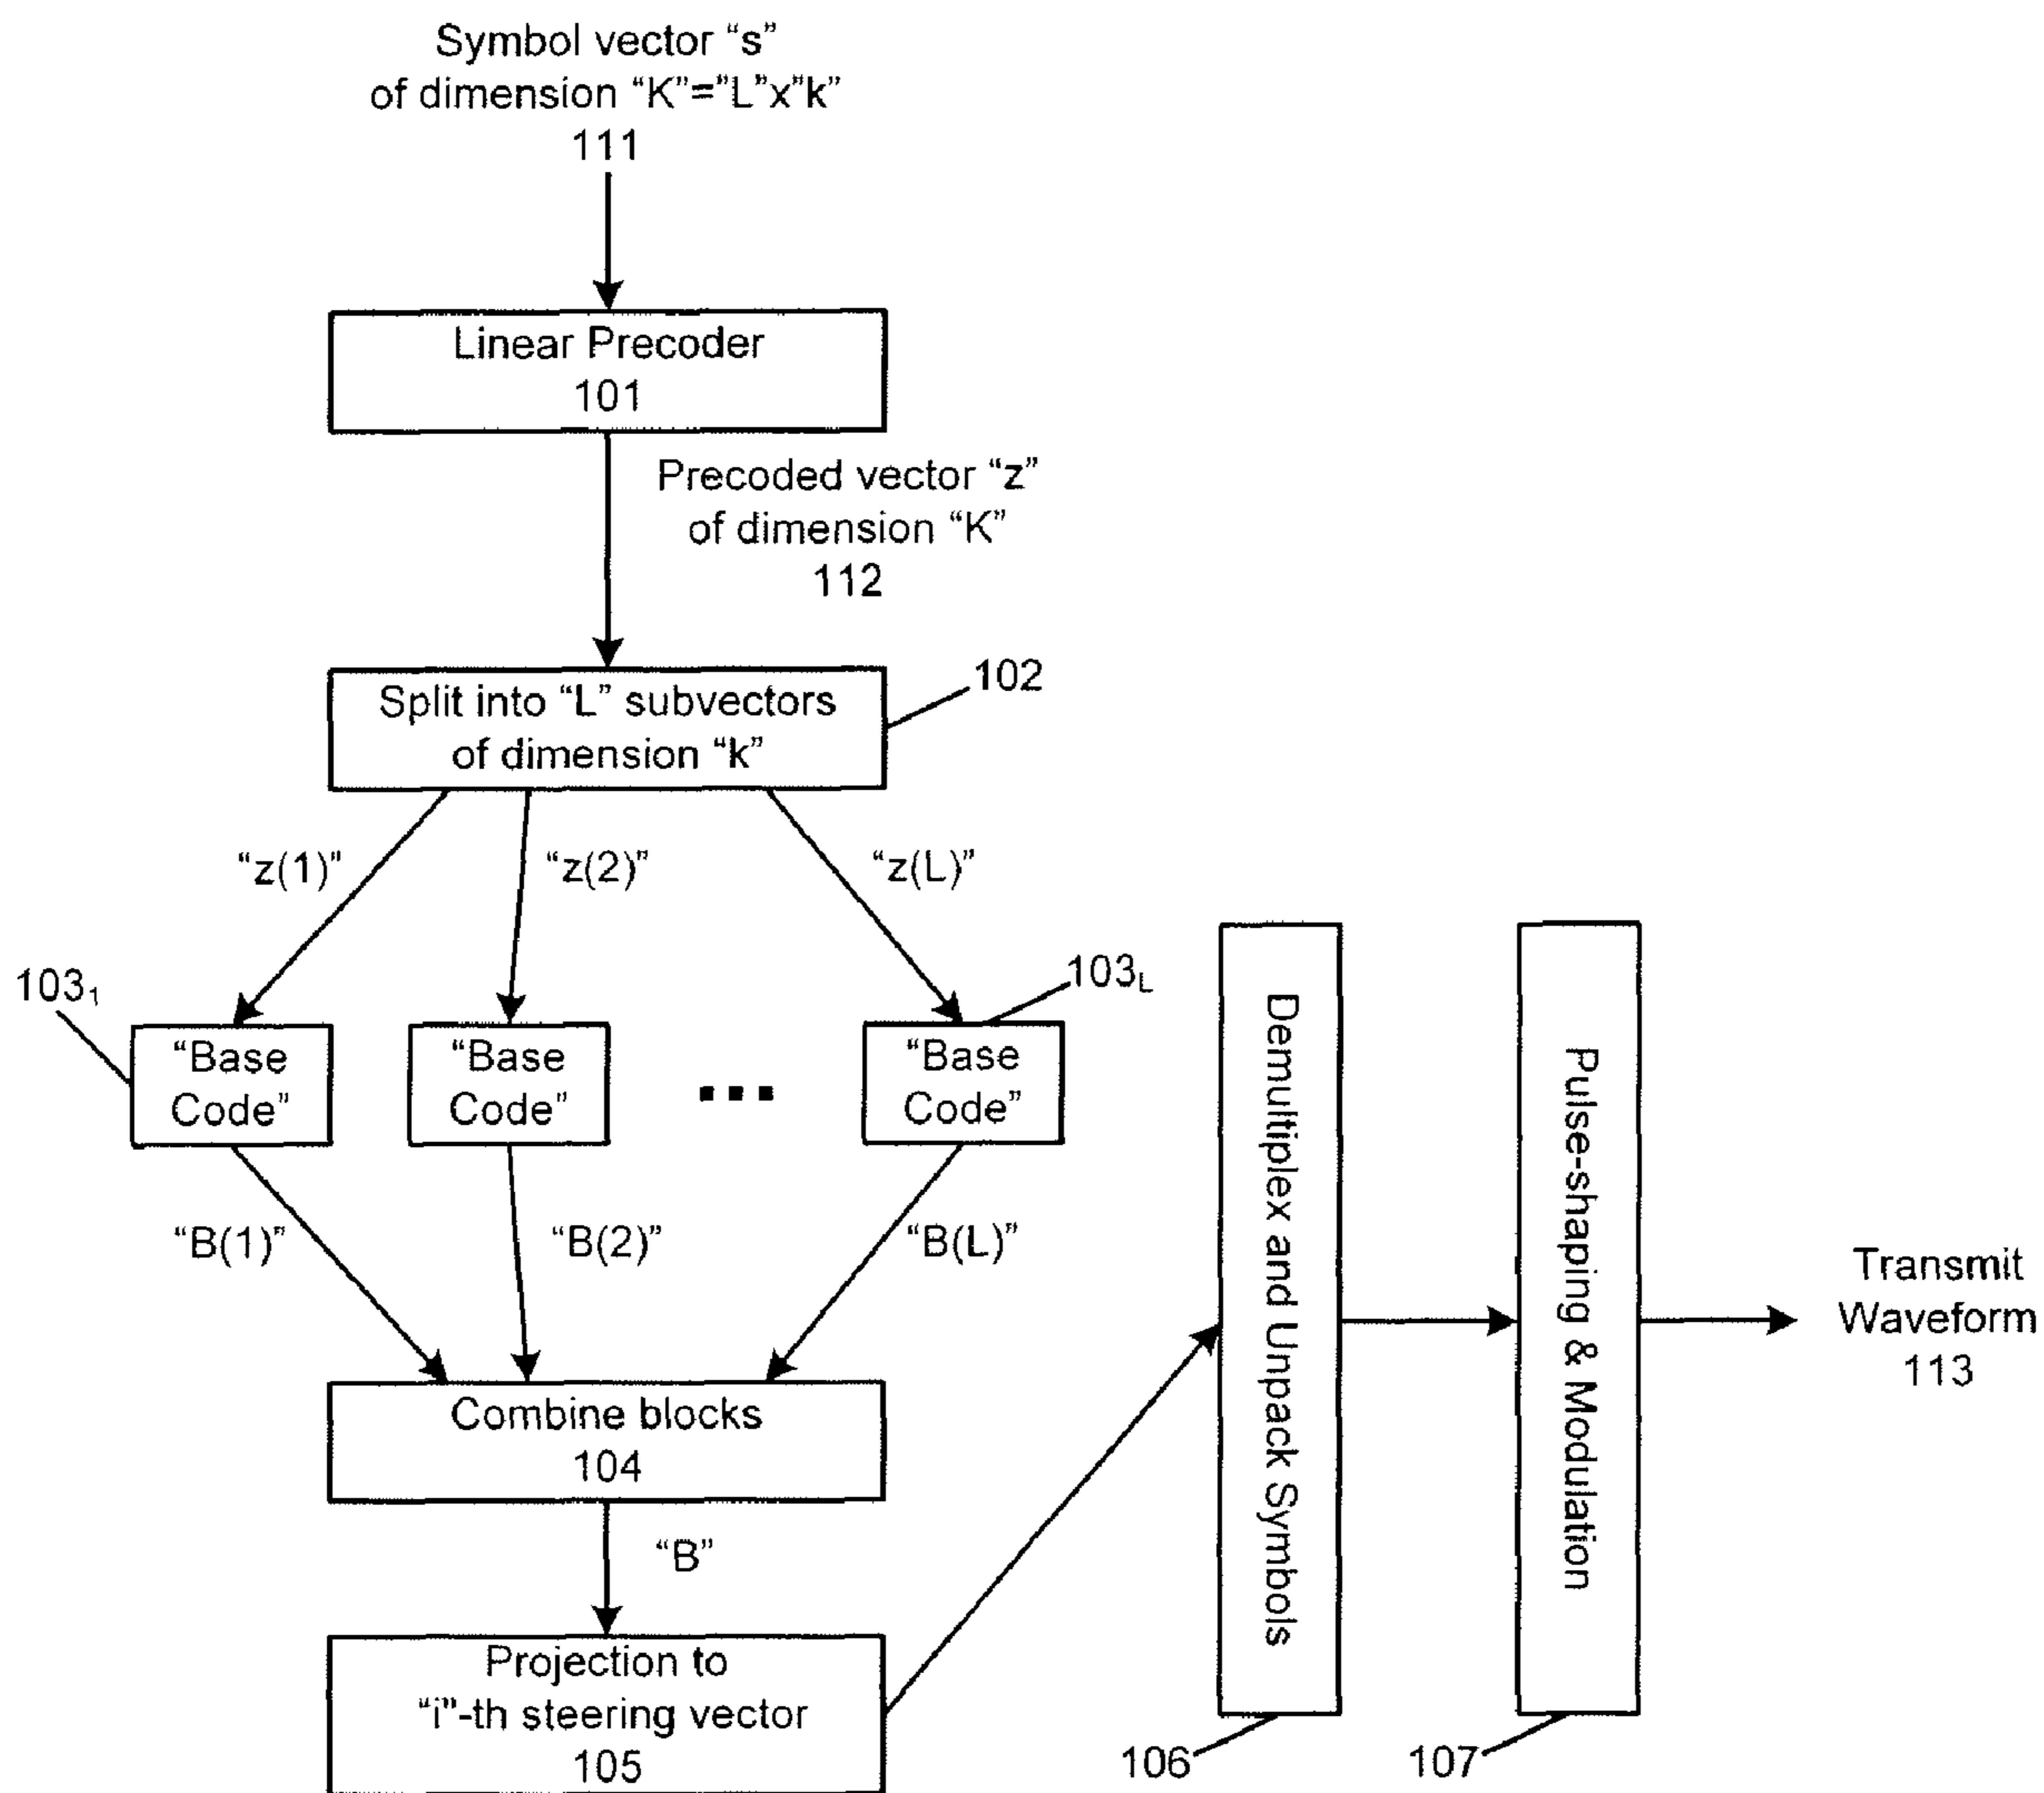 Symbol vector “s”
of dimension “K”=”L”x”k”
111
Linear Precoder
101
Precoded vector “z”
of dimension “K”
112
Split into “L” subvectors
of dimension “k”
102
“z(1)”
“z(2)”
“z(L)”
103₁
103L
“Base
Code”
“Base
Code”
“Base
Code”
“B(1)”
“B(2)”
“B(L)”
Combine blocks
104
“B”
Projection to
“i”-th steering vector
105
Demultiplex and Unpack Symbols
106
Pulse-shaping & Modulation
107
Transmit
Waveform
113